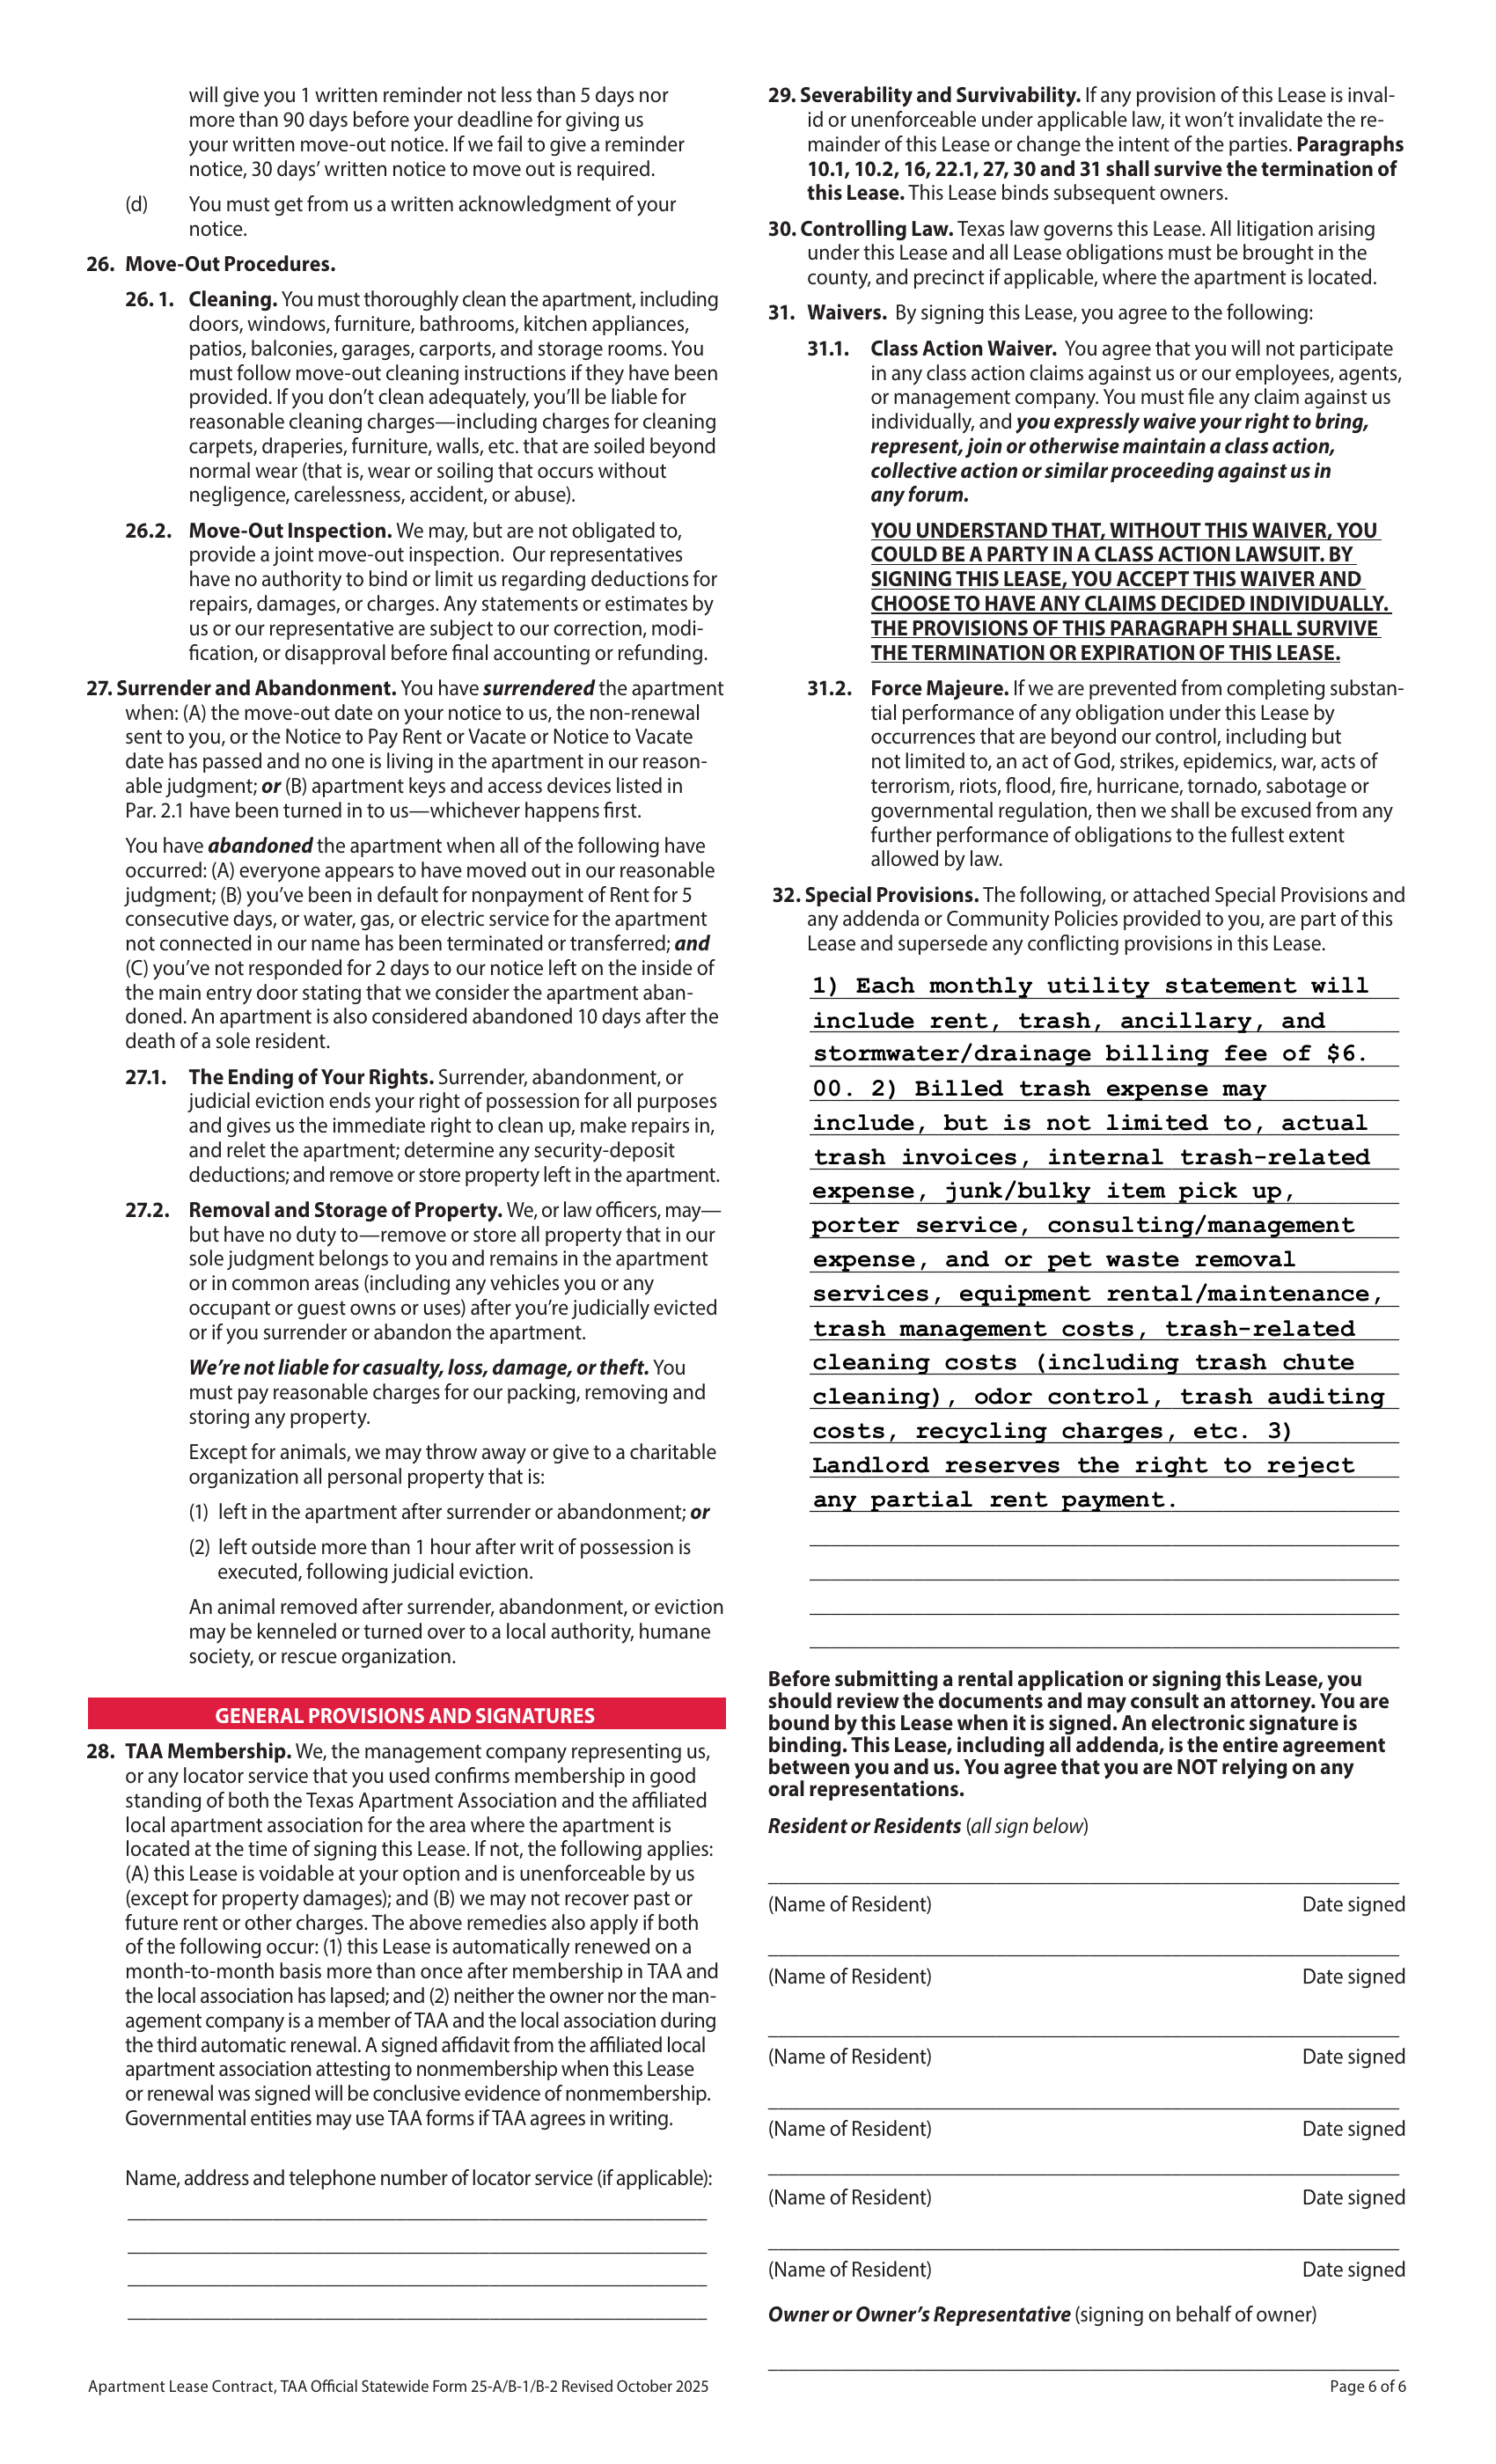 will give you 1 written reminder not less than 5 days nor
more than 90 days before your deadline for giving us
your written move-out notice. If we fail to give a reminder
notice, 30 days’ written notice to move out is required.
(d) You must get from us a written acknowledgment of your
notice.
26. Move-Out Procedures.
26. 1. Cleaning. You must thoroughly clean the apartment, including
doors, windows, furniture, bathrooms, kitchen appliances,
patios, balconies, garages, carports, and storage rooms. You
must follow move-out cleaning instructions if they have been
provided. If you don’t clean adequately, you’ll be liable for
reasonable cleaning charges—including charges for cleaning
carpets, draperies, furniture, walls, etc. that are soiled beyond
normal wear (that is, wear or soiling that occurs without
negligence, carelessness, accident, or abuse).
26.2. Move-Out Inspection. We may, but are not obligated to,
provide a joint move-out inspection. Our representatives
have no authority to bind or limit us regarding deductions for
repairs, damages, or charges. Any statements or estimates by
us or our representative are subject to our correction, modi-
fication, or disapproval before final accounting or refunding.
27. Surrender and Abandonment. You have surrendered the apartment
when: (A) the move-out date on your notice to us, the non-renewal
sent to you, or the Notice to Pay Rent or Vacate or Notice to Vacate
date has passed and no one is living in the apartment in our reason-
able judgment; or (B) apartment keys and access devices listed in
Par. 2.1 have been turned in to us—whichever happens first.
You have abandoned the apartment when all of the following have
occurred: (A) everyone appears to have moved out in our reasonable
judgment; (B) you’ve been in default for nonpayment of Rent for 5
consecutive days, or water, gas, or electric service for the apartment
not connected in our name has been terminated or transferred; and
(C) you’ve not responded for 2 days to our notice left on the inside of
the main entry door stating that we consider the apartment aban-
doned. An apartment is also considered abandoned 10 days after the
death of a sole resident.
27.1. The Ending of Your Rights. Surrender, abandonment, or
judicial eviction ends your right of possession for all purposes
and gives us the immediate right to clean up, make repairs in,
and relet the apartment; determine any security-deposit
deductions; and remove or store property left in the apartment.
27.2. Removal and Storage of Property. We, or law officers, may—
but have no duty to—remove or store all property that in our
sole judgment belongs to you and remains in the apartment
or in common areas (including any vehicles you or any
occupant or guest owns or uses) after you’re judicially evicted
or if you surrender or abandon the apartment.
We’re not liable for casualty, loss, damage, or theft. You
must pay reasonable charges for our packing, removing and
storing any property.
Except for animals, we may throw away or give to a charitable
organization all personal property that is:
(1) left in the apartment after surrender or abandonment; or
(2) left outside more than 1 hour after writ of possession is
executed, following judicial eviction.
An animal removed after surrender, abandonment, or eviction
may be kenneled or turned over to a local authority, humane
society, or rescue organization.
GENERAL PROVISIONS AND SIGNATURES
28. TAA Membership. We, the management company representing us,
or any locator service that you used confirms membership in good
standing of both the Texas Apartment Association and the affiliated
local apartment association for the area where the apartment is
located at the time of signing this Lease. If not, the following applies:
(A) this Lease is voidable at your option and is unenforceable by us
(except for property damages); and (B) we may not recover past or
future rent or other charges. The above remedies also apply if both
of the following occur: (1) this Lease is automatically renewed on a
month-to-month basis more than once after membership in TAA and
the local association has lapsed; and (2) neither the owner nor the man-
agement company is a member of TAA and the local association during
the third automatic renewal. A signed affidavit from the affiliated local
apartment association attesting to nonmembership when this Lease
or renewal was signed will be conclusive evidence of nonmembership.
Governmental entities may use TAA forms if TAA agrees in writing.
Name, address and telephone number of locator service (if applicable):
29. Severability and Survivability. If any provision of this Lease is inval-
id or unenforceable under applicable law, it won’t invalidate the re-
mainder of this Lease or change the intent of the parties. Paragraphs
10.1, 10.2, 16, 22.1, 27, 30 and 31 shall survive the termination of
this Lease. This Lease binds subsequent owners.
30. Controlling Law. Texas law governs this Lease. All litigation arising
under this Lease and all Lease obligations must be brought in the
county, and precinct if applicable, where the apartment is located.
31. Waivers. By signing this Lease, you agree to the following:
31.1. Class Action Waiver. You agree that you will not participate
in any class action claims against us or our employees, agents,
or management company. You must file any claim against us
individually, and you expressly waive your right to bring,
represent, join or otherwise maintain a class action,
collective action or similar proceeding against us in
any forum.
YOU UNDERSTAND THAT, WITHOUT THIS WAIVER, YOU
COULD BE A PARTY IN A CLASS ACTION LAWSUIT. BY
SIGNING THIS LEASE, YOU ACCEPT THIS WAIVER AND
CHOOSE TO HAVE ANY CLAIMS DECIDED INDIVIDUALLY.
THE PROVISIONS OF THIS PARAGRAPH SHALL SURVIVE
THE TERMINATION OR EXPIRATION OF THIS LEASE.
31.2. Force Majeure. If we are prevented from completing substan-
tial performance of any obligation under this Lease by
occurrences that are beyond our control, including but
not limited to, an act of God, strikes, epidemics, war, acts of
terrorism, riots, flood, fire, hurricane, tornado, sabotage or
governmental regulation, then we shall be excused from any
further performance of obligations to the fullest extent
allowed by law.
32. Special Provisions. The following, or attached Special Provisions and
any addenda or Community Policies provided to you, are part of this
Lease and supersede any conflicting provisions in this Lease.
1) Each monthly utility statement will
include rent, trash, ancillary, and
stormwater/drainage billing fee of $6.
00. 2) Billed trash expense may
include, but is not limited to, actual
trash invoices, internal trash-related
expense, junk/bulky item pick up,
porter service, consulting/management
expense, and or pet waste removal
services, equipment rental/maintenance,
trash management costs, trash-related
cleaning costs (including trash chute
cleaning), odor control, trash auditing
costs, recycling charges, etc. 3)
Landlord reserves the right to reject
any partial rent payment.
Before submitting a rental application or signing this Lease, you
should review the documents and may consult an attorney. You are
bound by this Lease when it is signed. An electronic signature is
binding. This Lease, including all addenda, is the entire agreement
between you and us. You agree that you are NOT relying on any
oral representations.
Resident or Residents (all sign below)
(Name of Resident) Date signed
(Name of Resident) Date signed
(Name of Resident) Date signed
(Name of Resident) Date signed
(Name of Resident) Date signed
(Name of Resident) Date signed
Owner or Owner’s Representative (signing on behalf of owner)
Apartment Lease Contract, TAA Official Statewide Form 25-A/B-1/B-2 Revised October 2025
Page 6 of 6